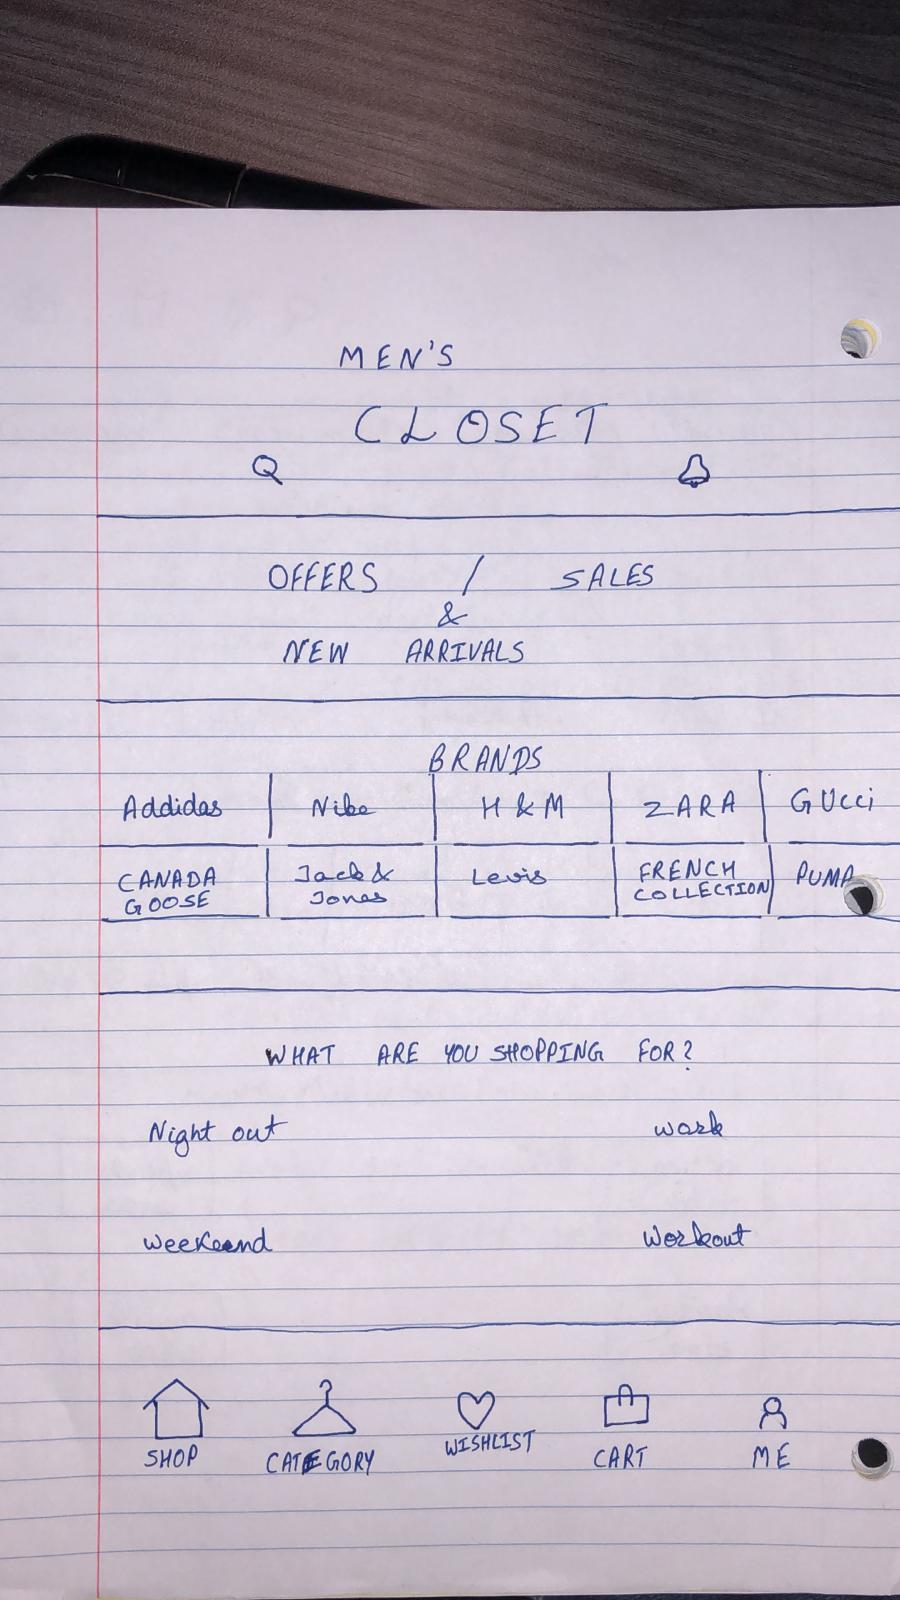 MEN'S
CLOSET
OFFERS / SALES
&
NEW ARRIVALS
BRANDS
Addidas Nike H & M ZARA GUcci
CANADA GOOSE Jack & Jones Levis FRENCH COLLECTION PUMA
WHAT ARE YOU SHOPPING FOR?
Night out work
weekeend Workout
SHOP CATEGORY WISHLIST CART ME